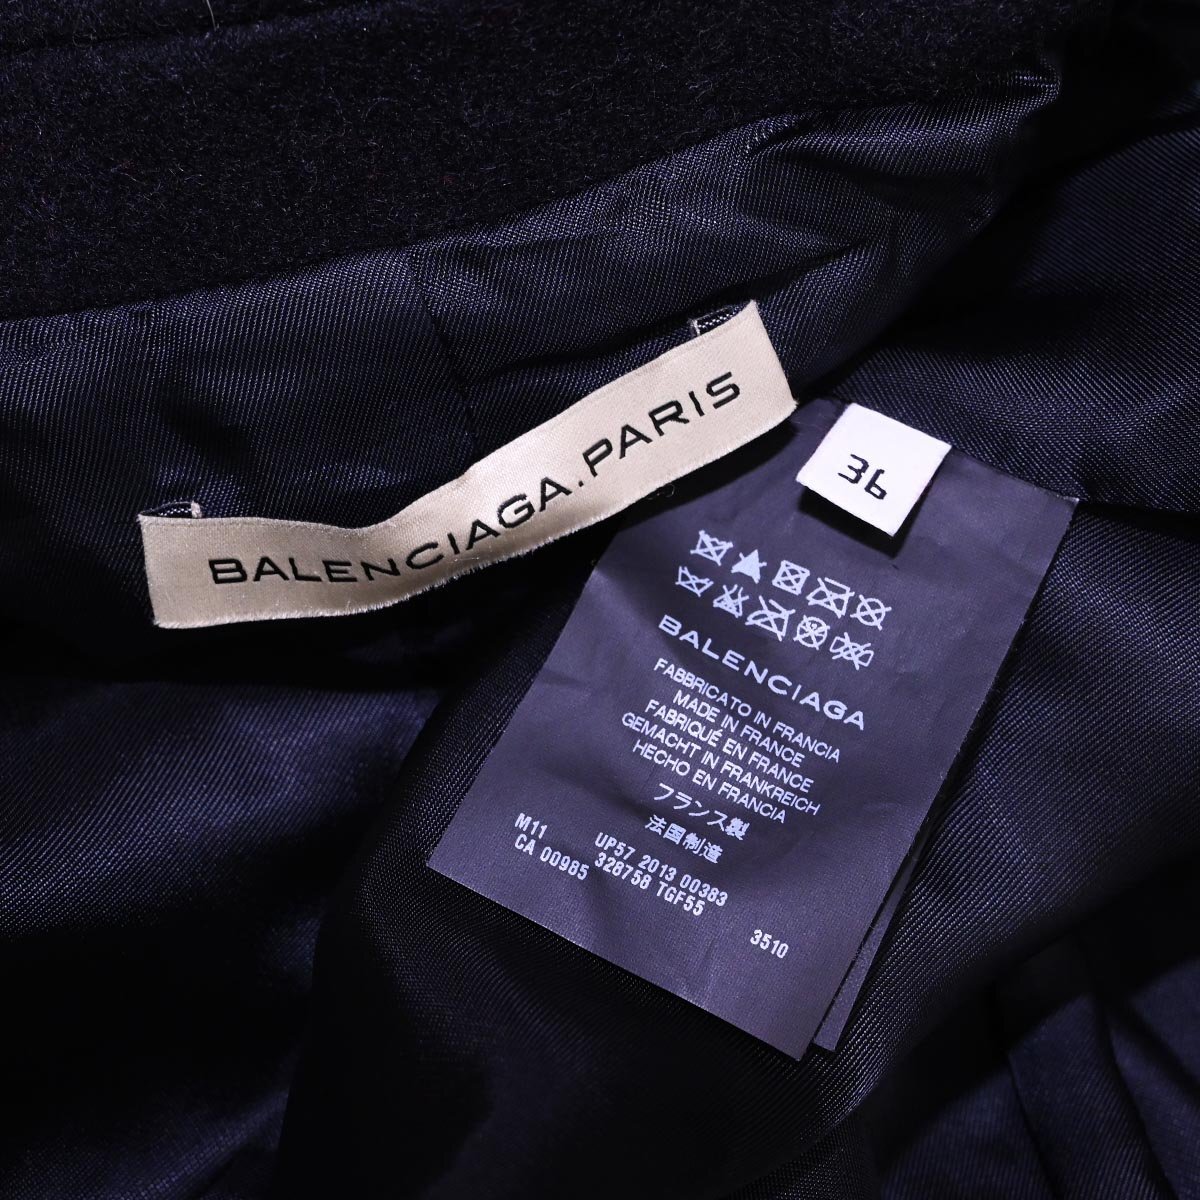 BALENCIAGA.PARIS
36
BALENCIAGA
FABBRICATO IN FRANCIA
MADE IN FRANCE
FABRIQUÉ EN FRANCE
GEMACHT IN FRANKREICH
HECHO EN FRANCIA
フランス製
法国制造
M11 UP57 2013 00383
CA 00985 328758 TGF55
3510